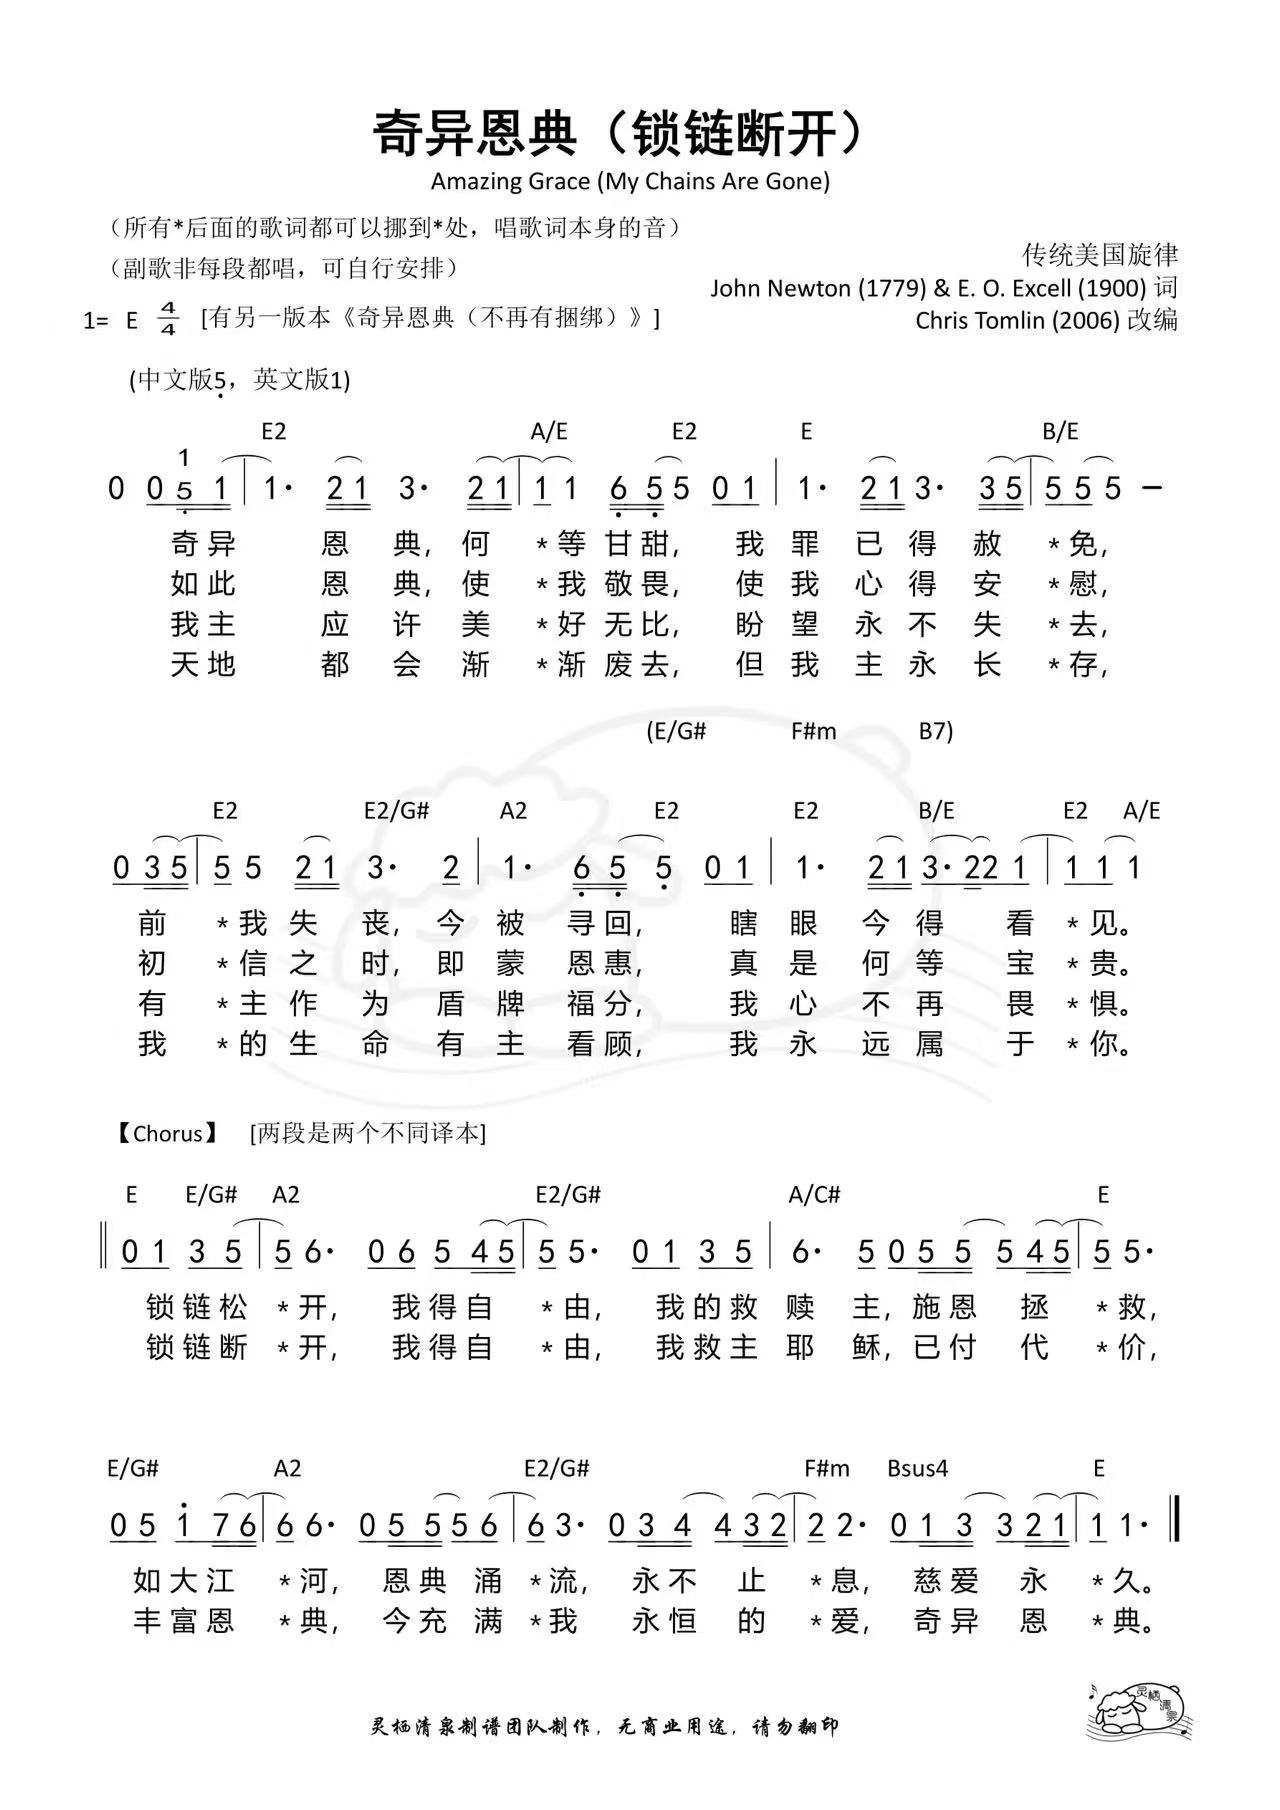 奇异恩典（锁链断开）
Amazing Grace (My Chains Are Gone)
（所有*后面的歌词都可以挪到*处，唱歌词本身的音）
（副歌非每段都唱，可自行安排）
传统美国旋律
John Newton (1779) & E. O. Excell (1900) 词
Chris Tomlin (2006) 改编
1= E 4/4 [有另一版本《奇异恩典（不再有捆绑）》]
(中文版5̣，英文版1)
E2 A/E E2 E B/E
1
0 0 5̣ 1 | 1· 2 1 3· 2 1 | 1 1 6̣ 5̣ 5 0 1 | 1· 2 1 3· 3 5 | 5 5 5 5 –
奇异 恩 典，何 *等 甘甜，我 罪 已 得 赦 *免，
如此 恩 典，使 *我 敬畏，使 我 心 得 安 *慰，
我主 应 许 美 *好 无比，盼 望 永 不 失 *去，
天地 都 会 渐 *渐 废去，但 我 主 永 长 *存，
(E/G# F#m B7)
E2 E2/G# A2 E2 E2 B/E E2 A/E
0 3 5 | 5 5 2 1 3· 2 | 1· 6̣ 5̣ 5̣ 0 1 | 1· 2 1 3· 2 2 1 | 1 1 1
前 *我 失 丧，今 被 寻 回，瞎 眼 今 得 看 *见。
初 *信 之 时，即 蒙 恩 惠，真 是 何 等 宝 *贵。
有 *主 作 为 盾 牌 福 分，我 心 不 再 畏 *惧。
我 *的 生 命 有 主 看 顾，我 永 远 属 于 *你。
【Chorus】 [两段是两个不同译本]
E E/G# A2 E2/G# A/C# E
‖ 0 1 3 5 | 5 6· 0 6 5 4 5 | 5 5· 0 1 3 5 | 6· 5 0 5 5 5 4 5 | 5 5·
锁链松 *开，我得自 *由，我的救 赎 主，施恩 拯 *救，
锁链断 *开，我得自 *由，我救主 耶 稣，已付 代 *价，
E/G# A2 E2/G# F#m Bsus4 E
0 5 1̇ 7 6 | 6 6· 0 5 5 5 5 6 | 6 3· 0 3 4 4 3 2 | 2 2· 0 1 3 3 2 1 | 1 1· ‖
如大江 *河，恩典 涌 *流，永不 止 *息，慈爱 永 *久。
丰富恩 *典，今充 满 *我 永恒 的 *爱，奇异 恩 *典。
灵栖清泉制谱团队制作，无商业用途，请勿翻印
灵栖清泉